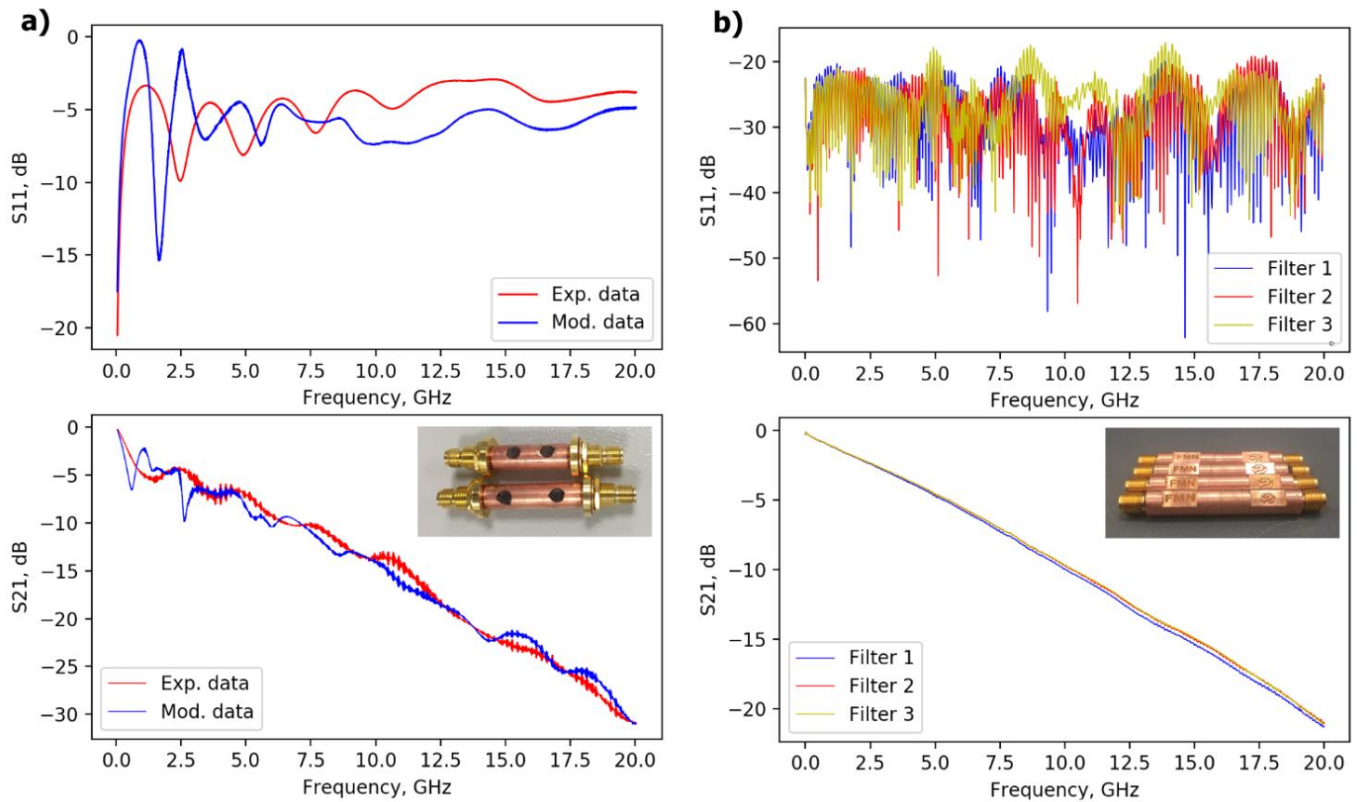 a)
S11, dB
0
−5
−10
−15
−20
Exp. data
Mod. data
0.0 2.5 5.0 7.5 10.0 12.5 15.0 17.5 20.0
Frequency, GHz
S21, dB
0
−5
−10
−15
−20
−25
−30
Exp. data
Mod. data
0.0 2.5 5.0 7.5 10.0 12.5 15.0 17.5 20.0
Frequency, GHz
b)
S11, dB
−20
−30
−40
−50
−60
Filter 1
Filter 2
Filter 3
0.0 2.5 5.0 7.5 10.0 12.5 15.0 17.5 20.0
Frequency, GHz
S21, dB
0
−5
−10
−15
−20
FMN
FMN
FMN
FMN
Filter 1
Filter 2
Filter 3
0.0 2.5 5.0 7.5 10.0 12.5 15.0 17.5 20.0
Frequency, GHz